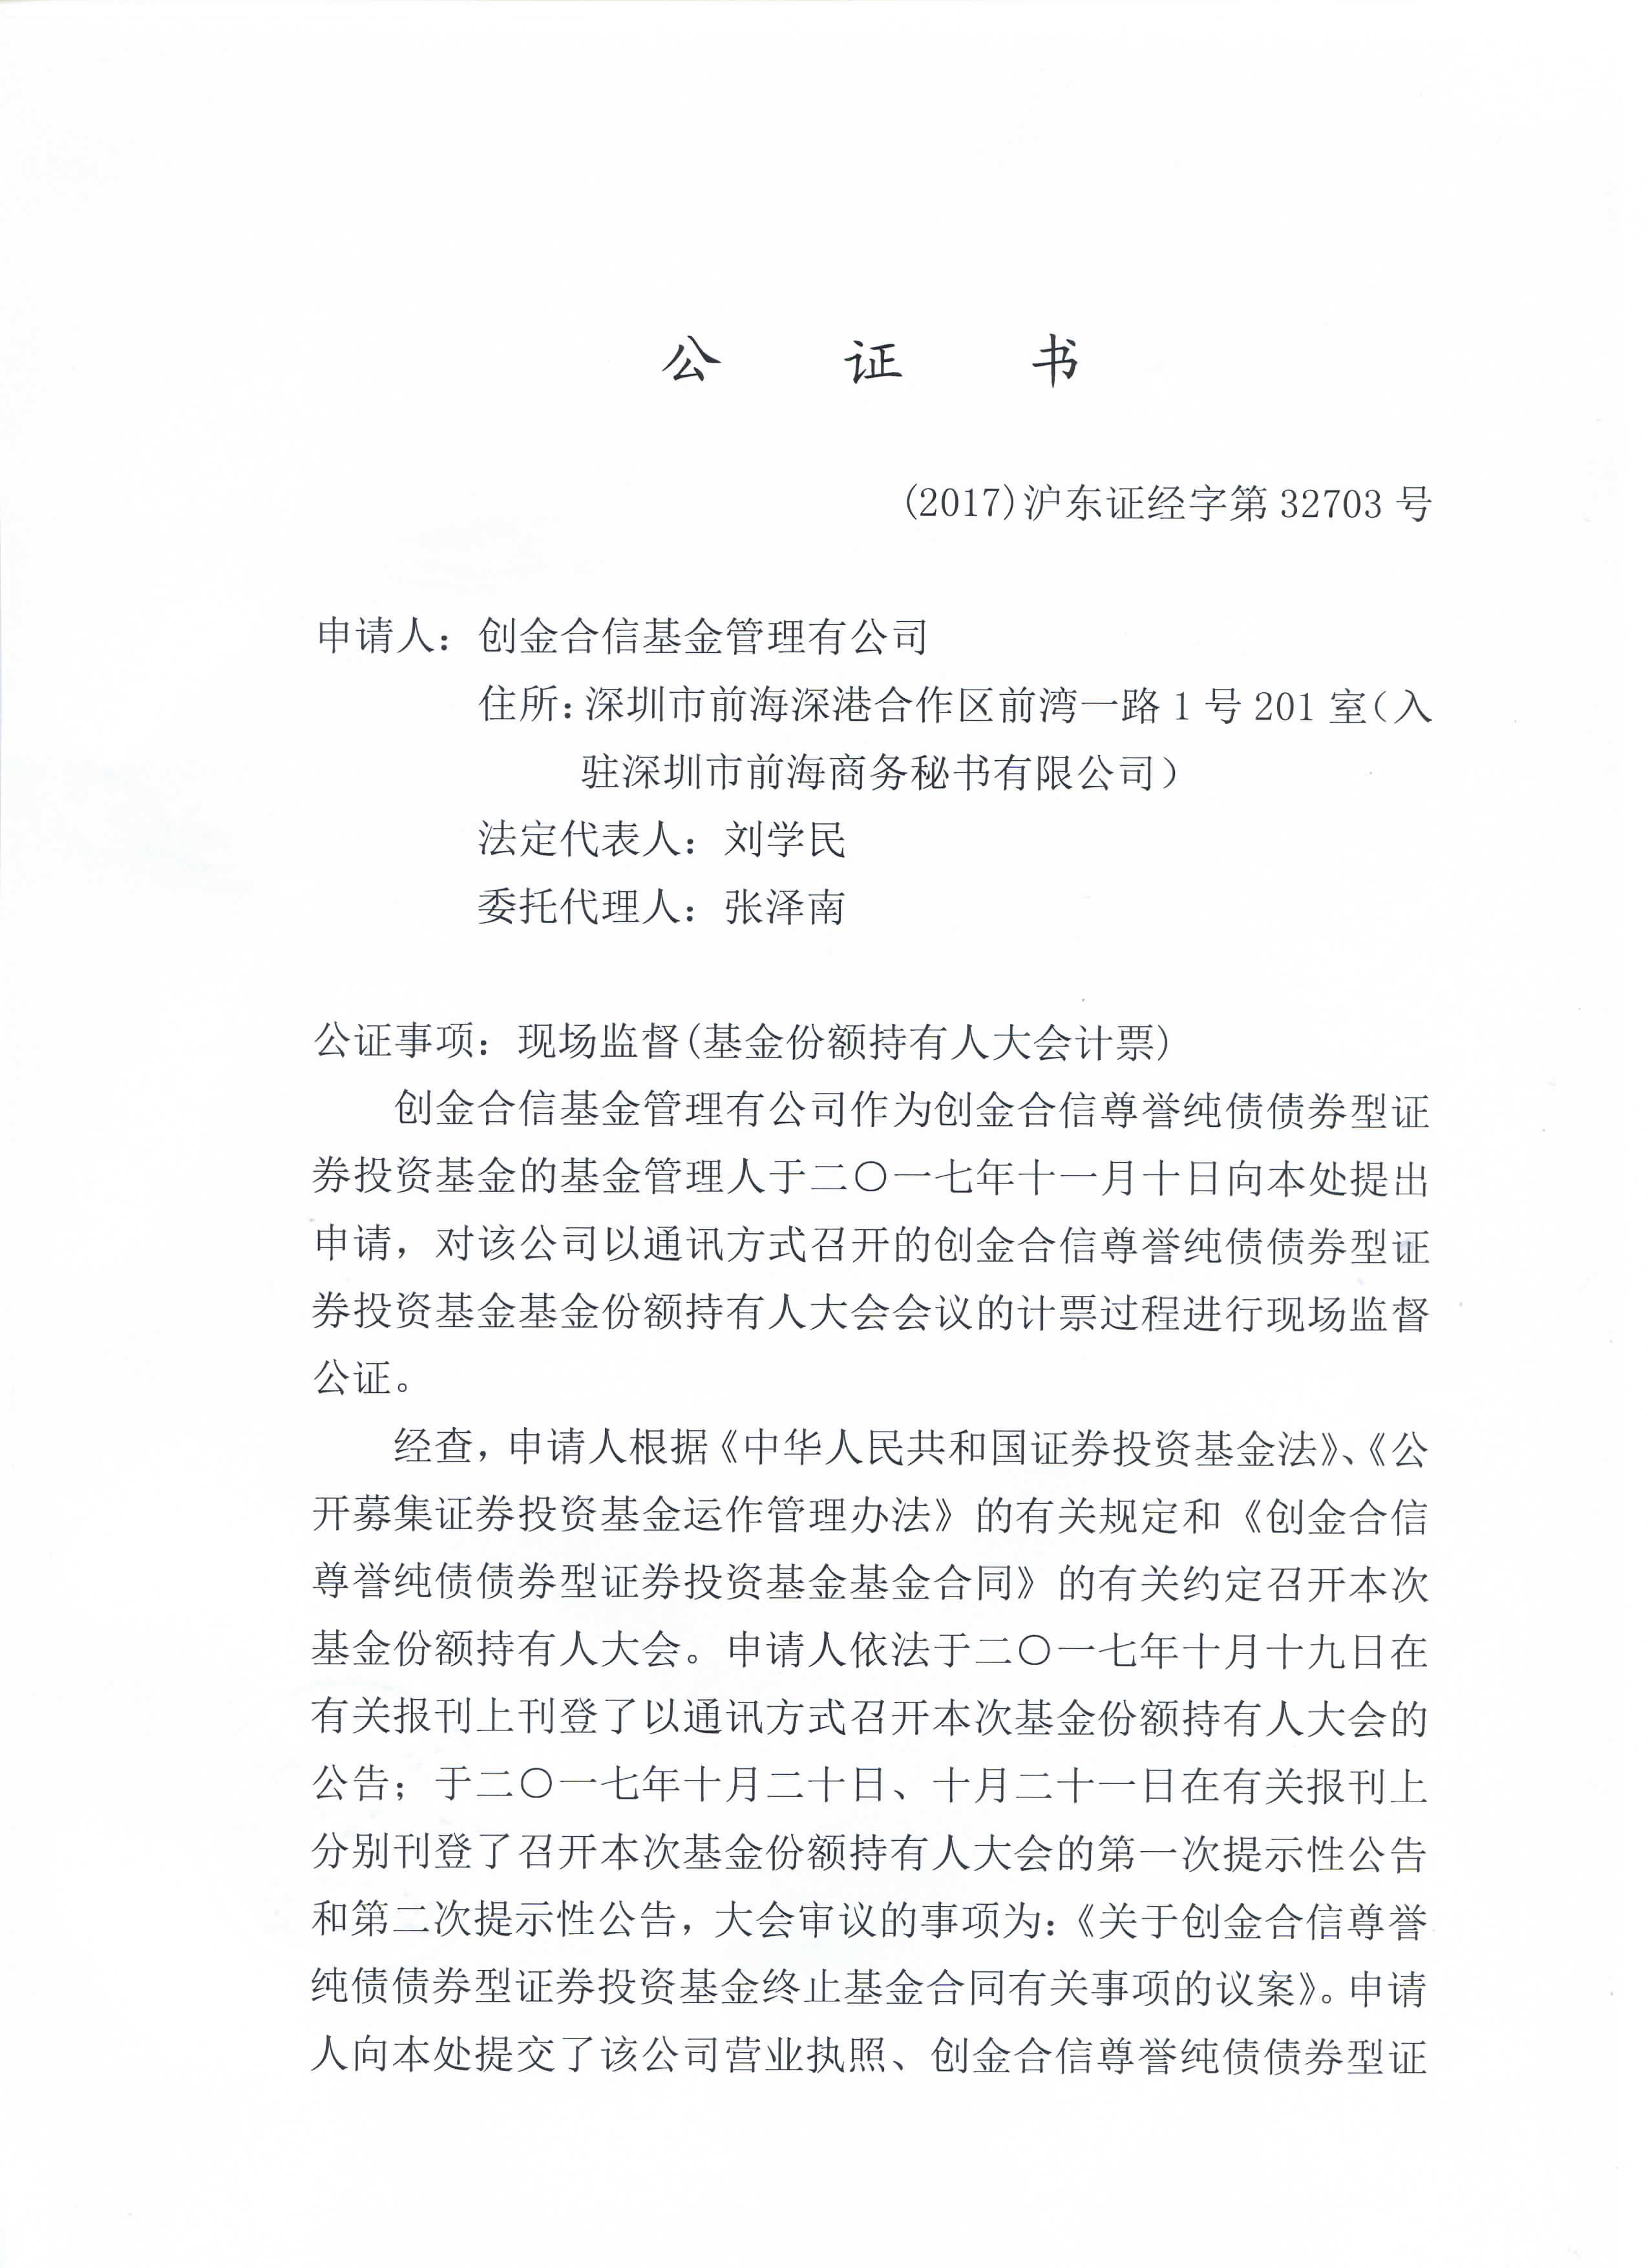 公 证 书
(2017)沪东证经字第 32703 号
申请人：创金合信基金管理有公司
住所：深圳市前海深港合作区前湾一路 1 号 201 室（入
驻深圳市前海商务秘书有限公司）
法定代表人：刘学民
委托代理人：张泽南
公证事项：现场监督(基金份额持有人大会计票)
创金合信基金管理有公司作为创金合信尊誉纯债债券型证
券投资基金的基金管理人于二〇一七年十一月十日向本处提出
申请，对该公司以通讯方式召开的创金合信尊誉纯债债券型证
券投资基金基金份额持有人大会会议的计票过程进行现场监督
公证。
经查，申请人根据《中华人民共和国证券投资基金法》、《公
开募集证券投资基金运作管理办法》的有关规定和《创金合信
尊誉纯债债券型证券投资基金基金合同》的有关约定召开本次
基金份额持有人大会。申请人依法于二〇一七年十月十九日在
有关报刊上刊登了以通讯方式召开本次基金份额持有人大会的
公告；于二〇一七年十月二十日、十月二十一日在有关报刊上
分别刊登了召开本次基金份额持有人大会的第一次提示性公告
和第二次提示性公告，大会审议的事项为：《关于创金合信尊誉
纯债债券型证券投资基金终止基金合同有关事项的议案》。申请
人向本处提交了该公司营业执照、创金合信尊誉纯债债券型证